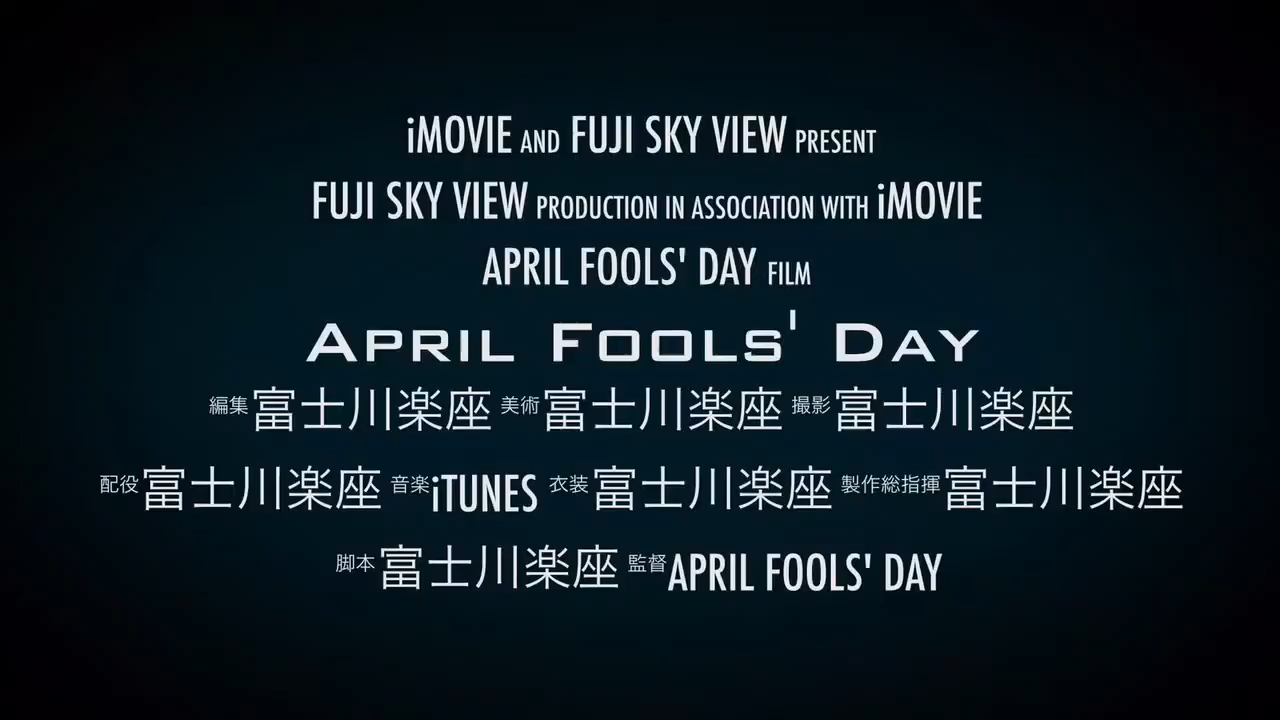 iMOVIE AND FUJI SKY VIEW PRESENT
FUJI SKY VIEW PRODUCTION IN ASSOCIATION WITH iMOVIE
APRIL FOOLS' DAY FILM
APRIL FOOLS' DAY
編集富士川楽座 美術富士川楽座 撮影富士川楽座
配役富士川楽座 音楽iTUNES 衣装富士川楽座 製作総指揮富士川楽座
脚本富士川楽座 監督APRIL FOOLS' DAY